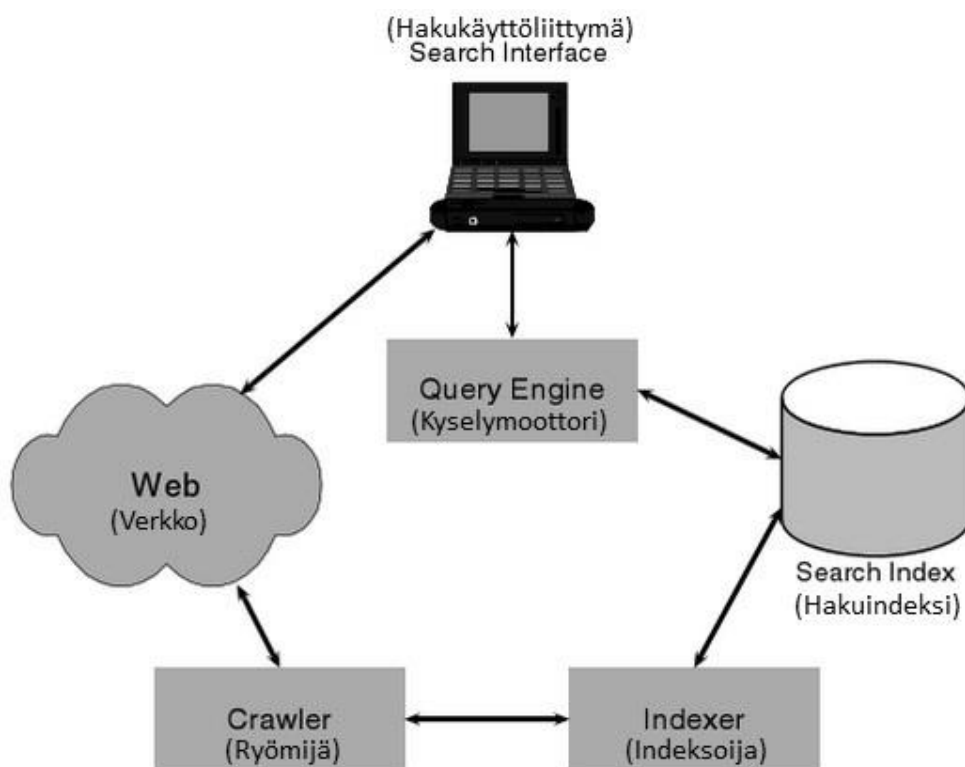 (Hakukäyttöliittymä)
Search Interface
Query Engine
(Kyselymoottori)
Web
(Verkko)
Search Index
(Hakuindeksi)
Crawler
(Ryömijä)
Indexer
(Indeksoija)